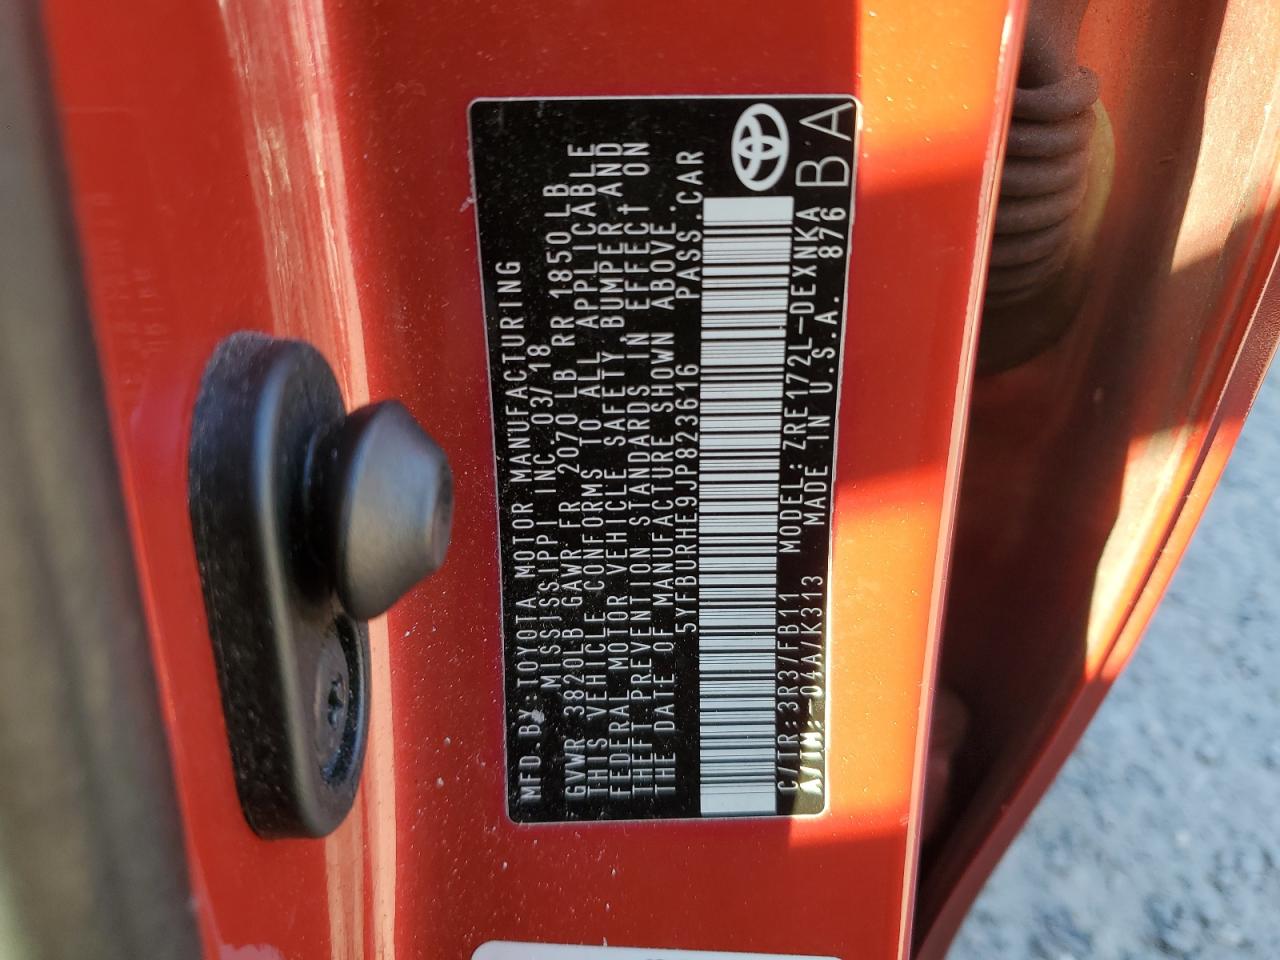 MFD.BY: TOYOTA MOTOR MANUFACTURING
MISSISSIPPI INC 03/18
GVWR 3820LB GAWR FR 2070 LB RR 1850 LB
THIS VEHICLE CONFORMS TO ALL APPLICABLE
FEDERAL MOTOR VEHICLE SAFETY, BUMPER AND
THEFT PREVENTION STANDARDS IN EFFECT ON
THE DATE OF MANUFACTURE SHOWN ABOVE.
5YFBURHE9JP823616 PASS.CAR
C/TR: 3R3/FB11 MODEL: ZRE172L-DEXNKA
A/TM: -04A/K313 MADE IN U.S.A. 876
BA